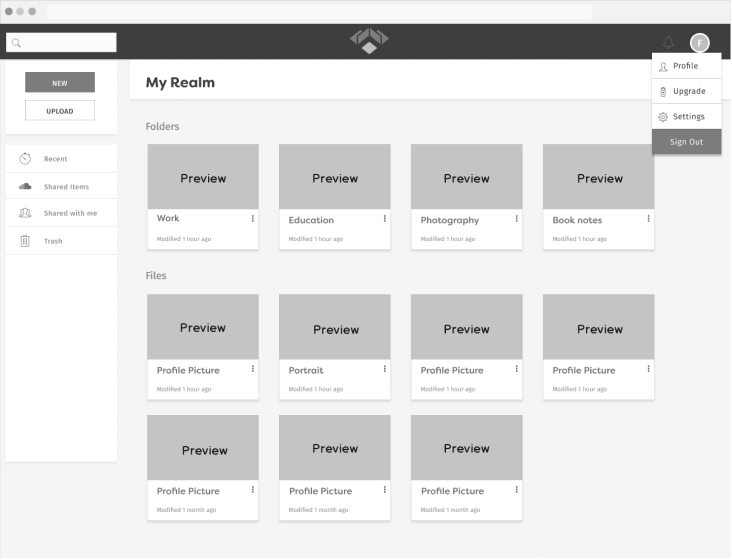 F
Profile
Upgrade
Settings
Sign Out
NEW
UPLOAD
Recent
Shared Items
Shared with me
Trash
My Realm
Folders
Preview
Work
Modified 1 hour ago
Preview
Education
Modified 1 hour ago
Preview
Photography
Modified 1 hour ago
Preview
Book notes
Modified 1 hour ago
Files
Preview
Profile Picture
Modified 1 hour ago
Preview
Portrait
Modified 1 hour ago
Preview
Profile Picture
Modified 1 hour ago
Preview
Profile Picture
Modified 1 hour ago
Preview
Profile Picture
Modified 1 month ago
Preview
Profile Picture
Modified 1 month ago
Preview
Profile Picture
Modified 1 month ago